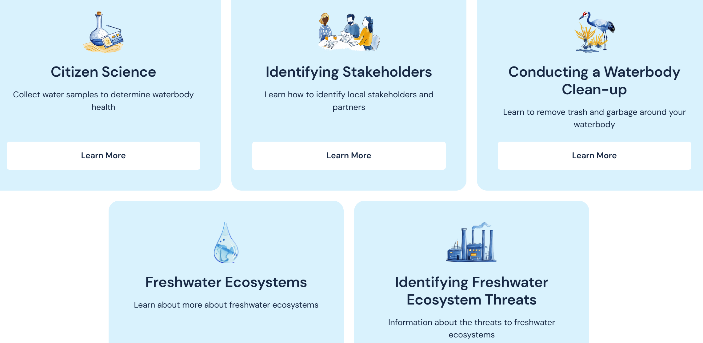 Citizen Science
Collect water samples to determine waterbody
health
Learn More
Identifying Stakeholders
Learn how to identify local stakeholders and
partners
Learn More
Conducting a Waterbody
Clean-up
Learn to remove trash and garbage around your
waterbody
Learn More
Freshwater Ecosystems
Learn about more about freshwater ecosystems
Identifying Freshwater
Ecosystem Threats
Information about the threats to freshwater
ecosystems